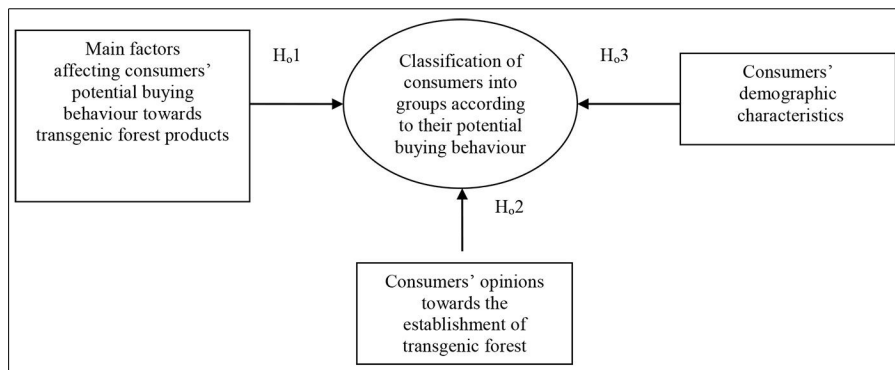 Main factors
affecting consumers’
potential buying
behaviour towards
transgenic forest products
Hₒ1
Classification of
consumers into
groups according
to their potential
buying behaviour
Hₒ3
Consumers’
demographic
characteristics
Hₒ2
Consumers’ opinions
towards the
establishment of
transgenic forest